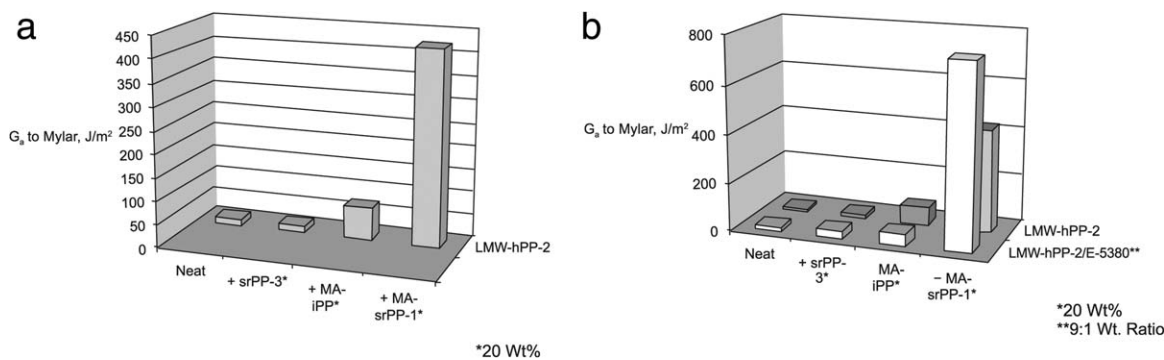 a
450
400
350
300
250
200
150
100
50
0
Gₐ to Mylar, J/m²
Neat
+ srPP-3*
+ MA-
iPP*
+ MA-
srPP-1*
LMW-hPP-2
*20 Wt%
b
800
600
400
200
0
Gₐ to Mylar, J/m²
Neat
+ srPP-
3*
MA-
iPP*
– MA-
srPP-1*
LMW-hPP-2
LMW-hPP-2/E-5380**
*20 Wt%
**9:1 Wt. Ratio